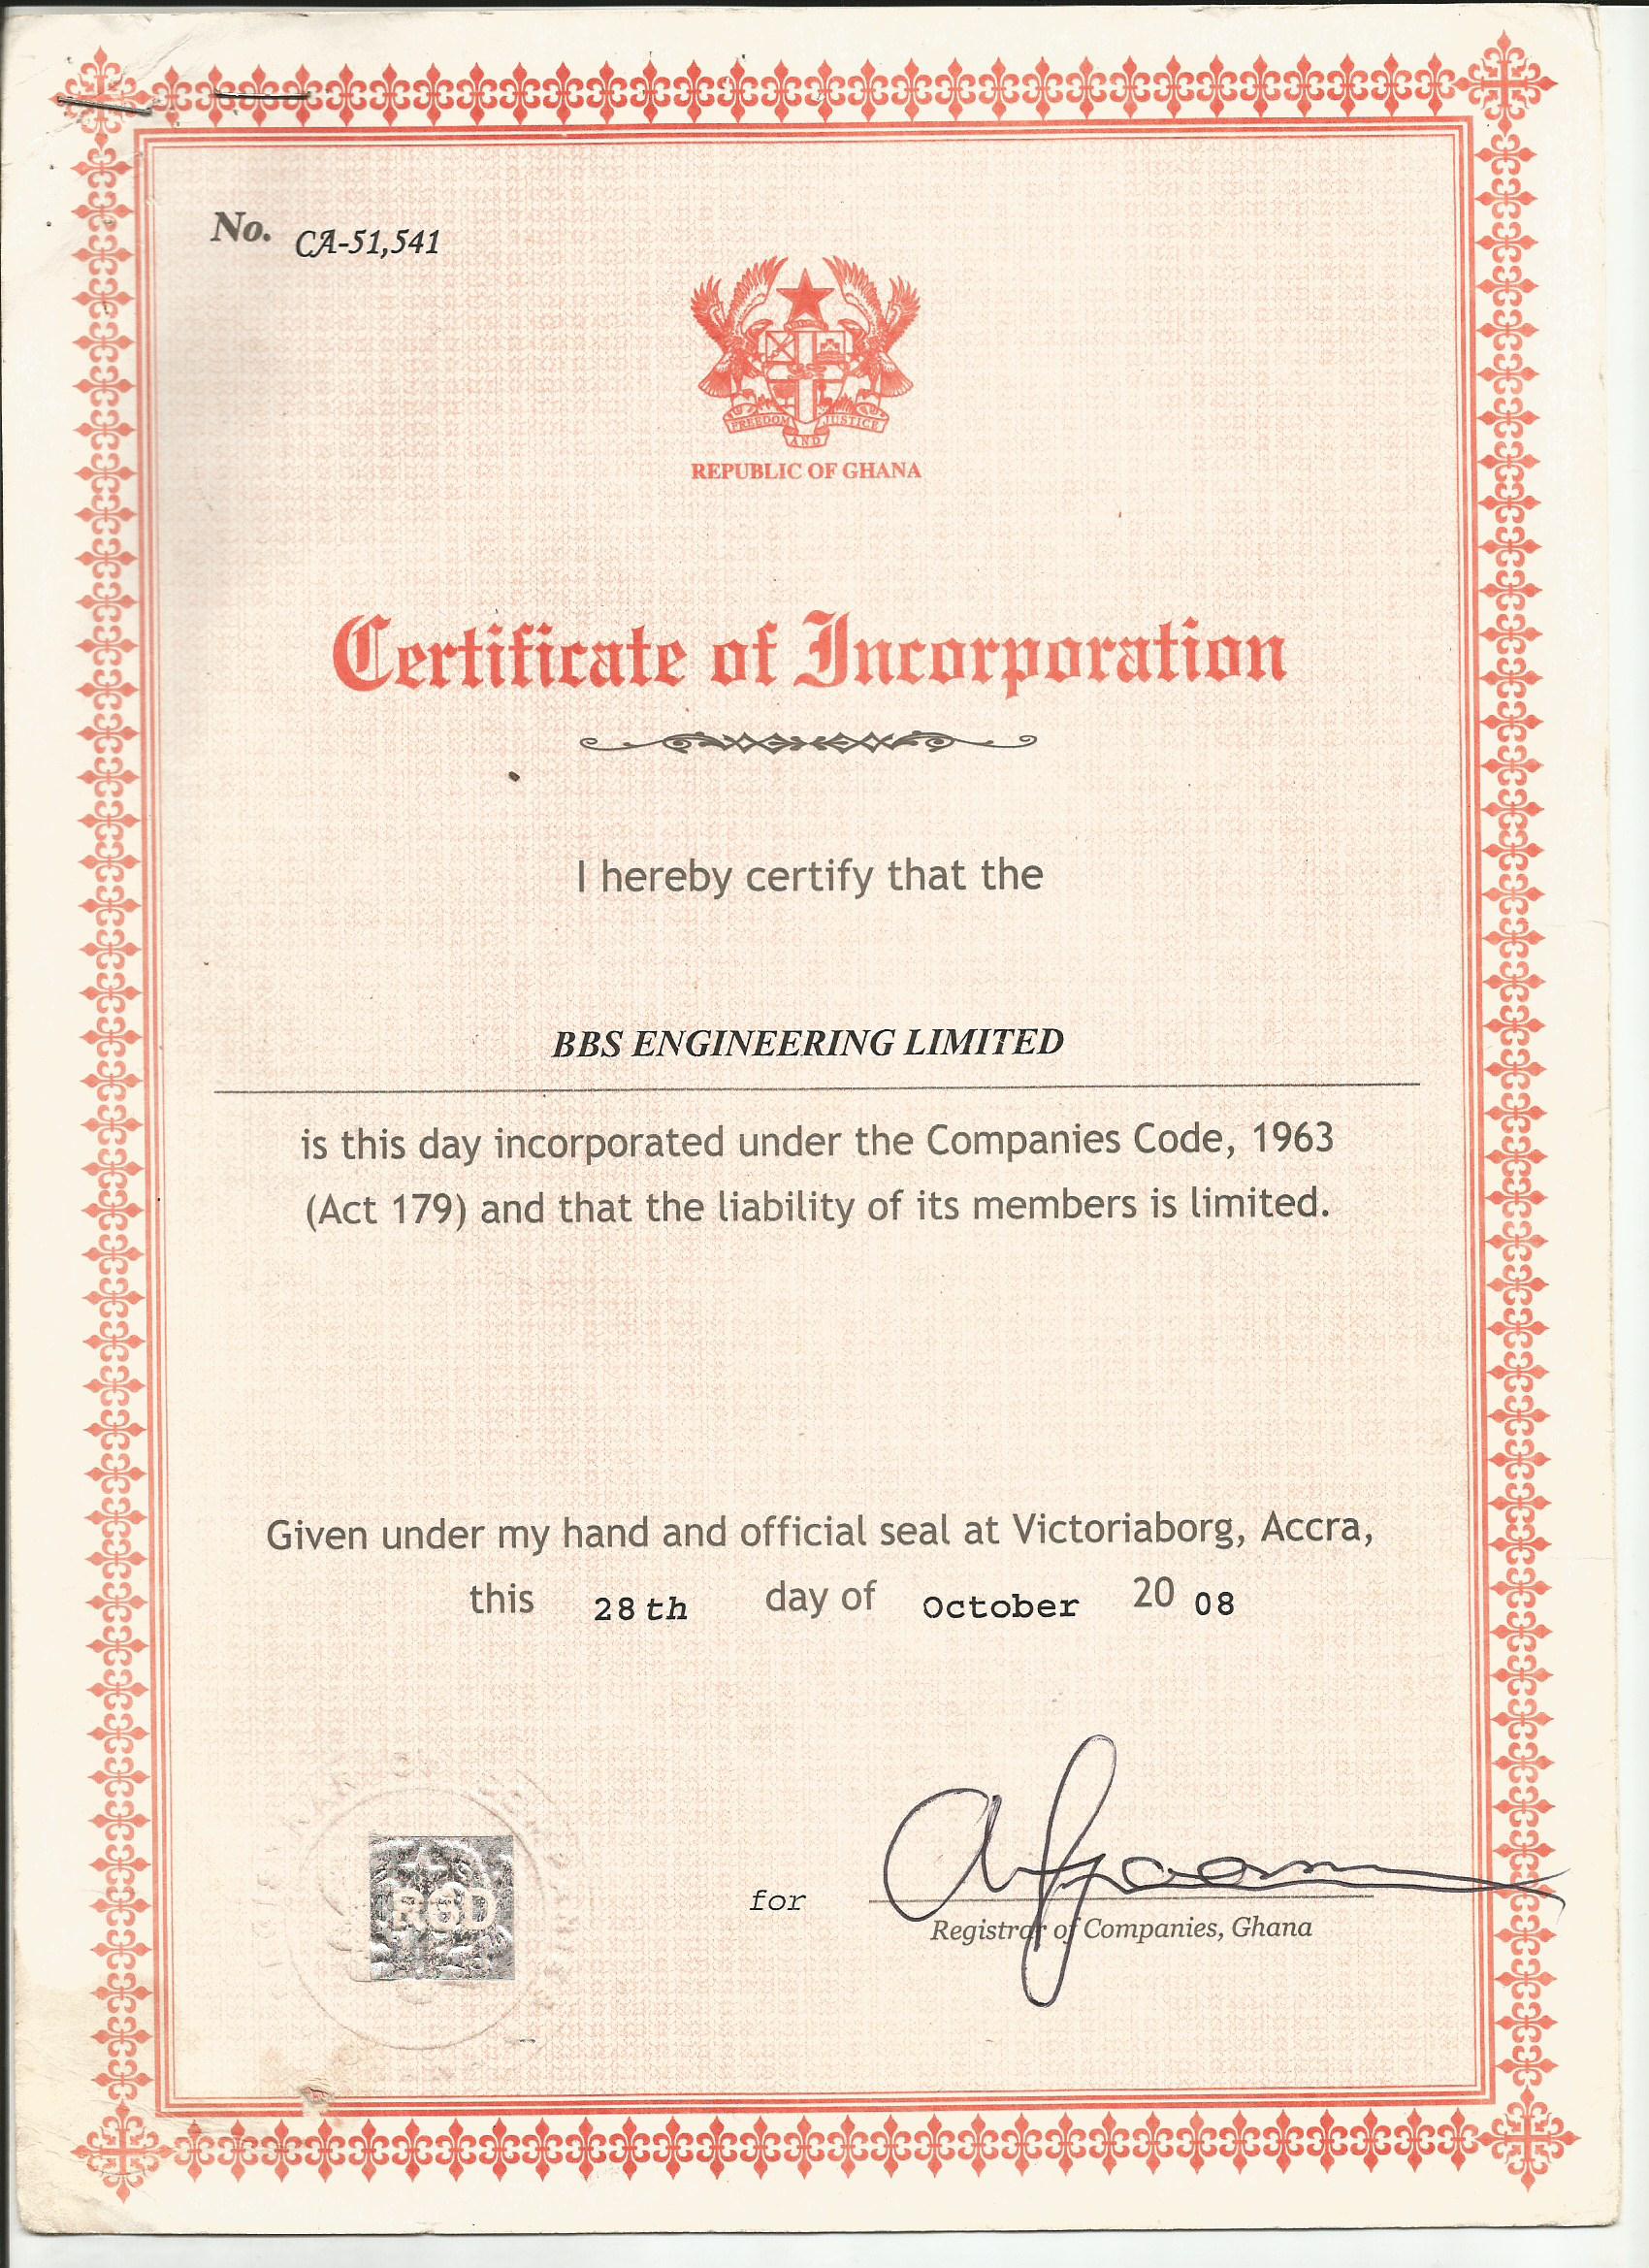 No. CA-51,541
FREEDOM AND JUSTICE
REPUBLIC OF GHANA
Certificate of Incorporation
I hereby certify that the
BBS ENGINEERING LIMITED
is this day incorporated under the Companies Code, 1963
(Act 179) and that the liability of its members is limited.
Given under my hand and official seal at Victoriaborg, Accra,
this 28th day of October 20 08
RGD
for
Registrar of Companies, Ghana